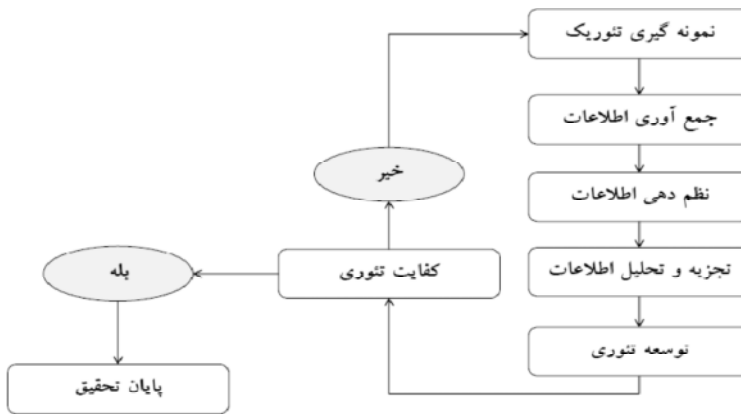 نمونه گیری تئوریک
جمع آوری اطلاعات
خیر
نظم دهی اطلاعات
بله
کفایت تئوری
تجزیه و تحلیل اطلاعات
توسعه تئوری
پایان تحقیق